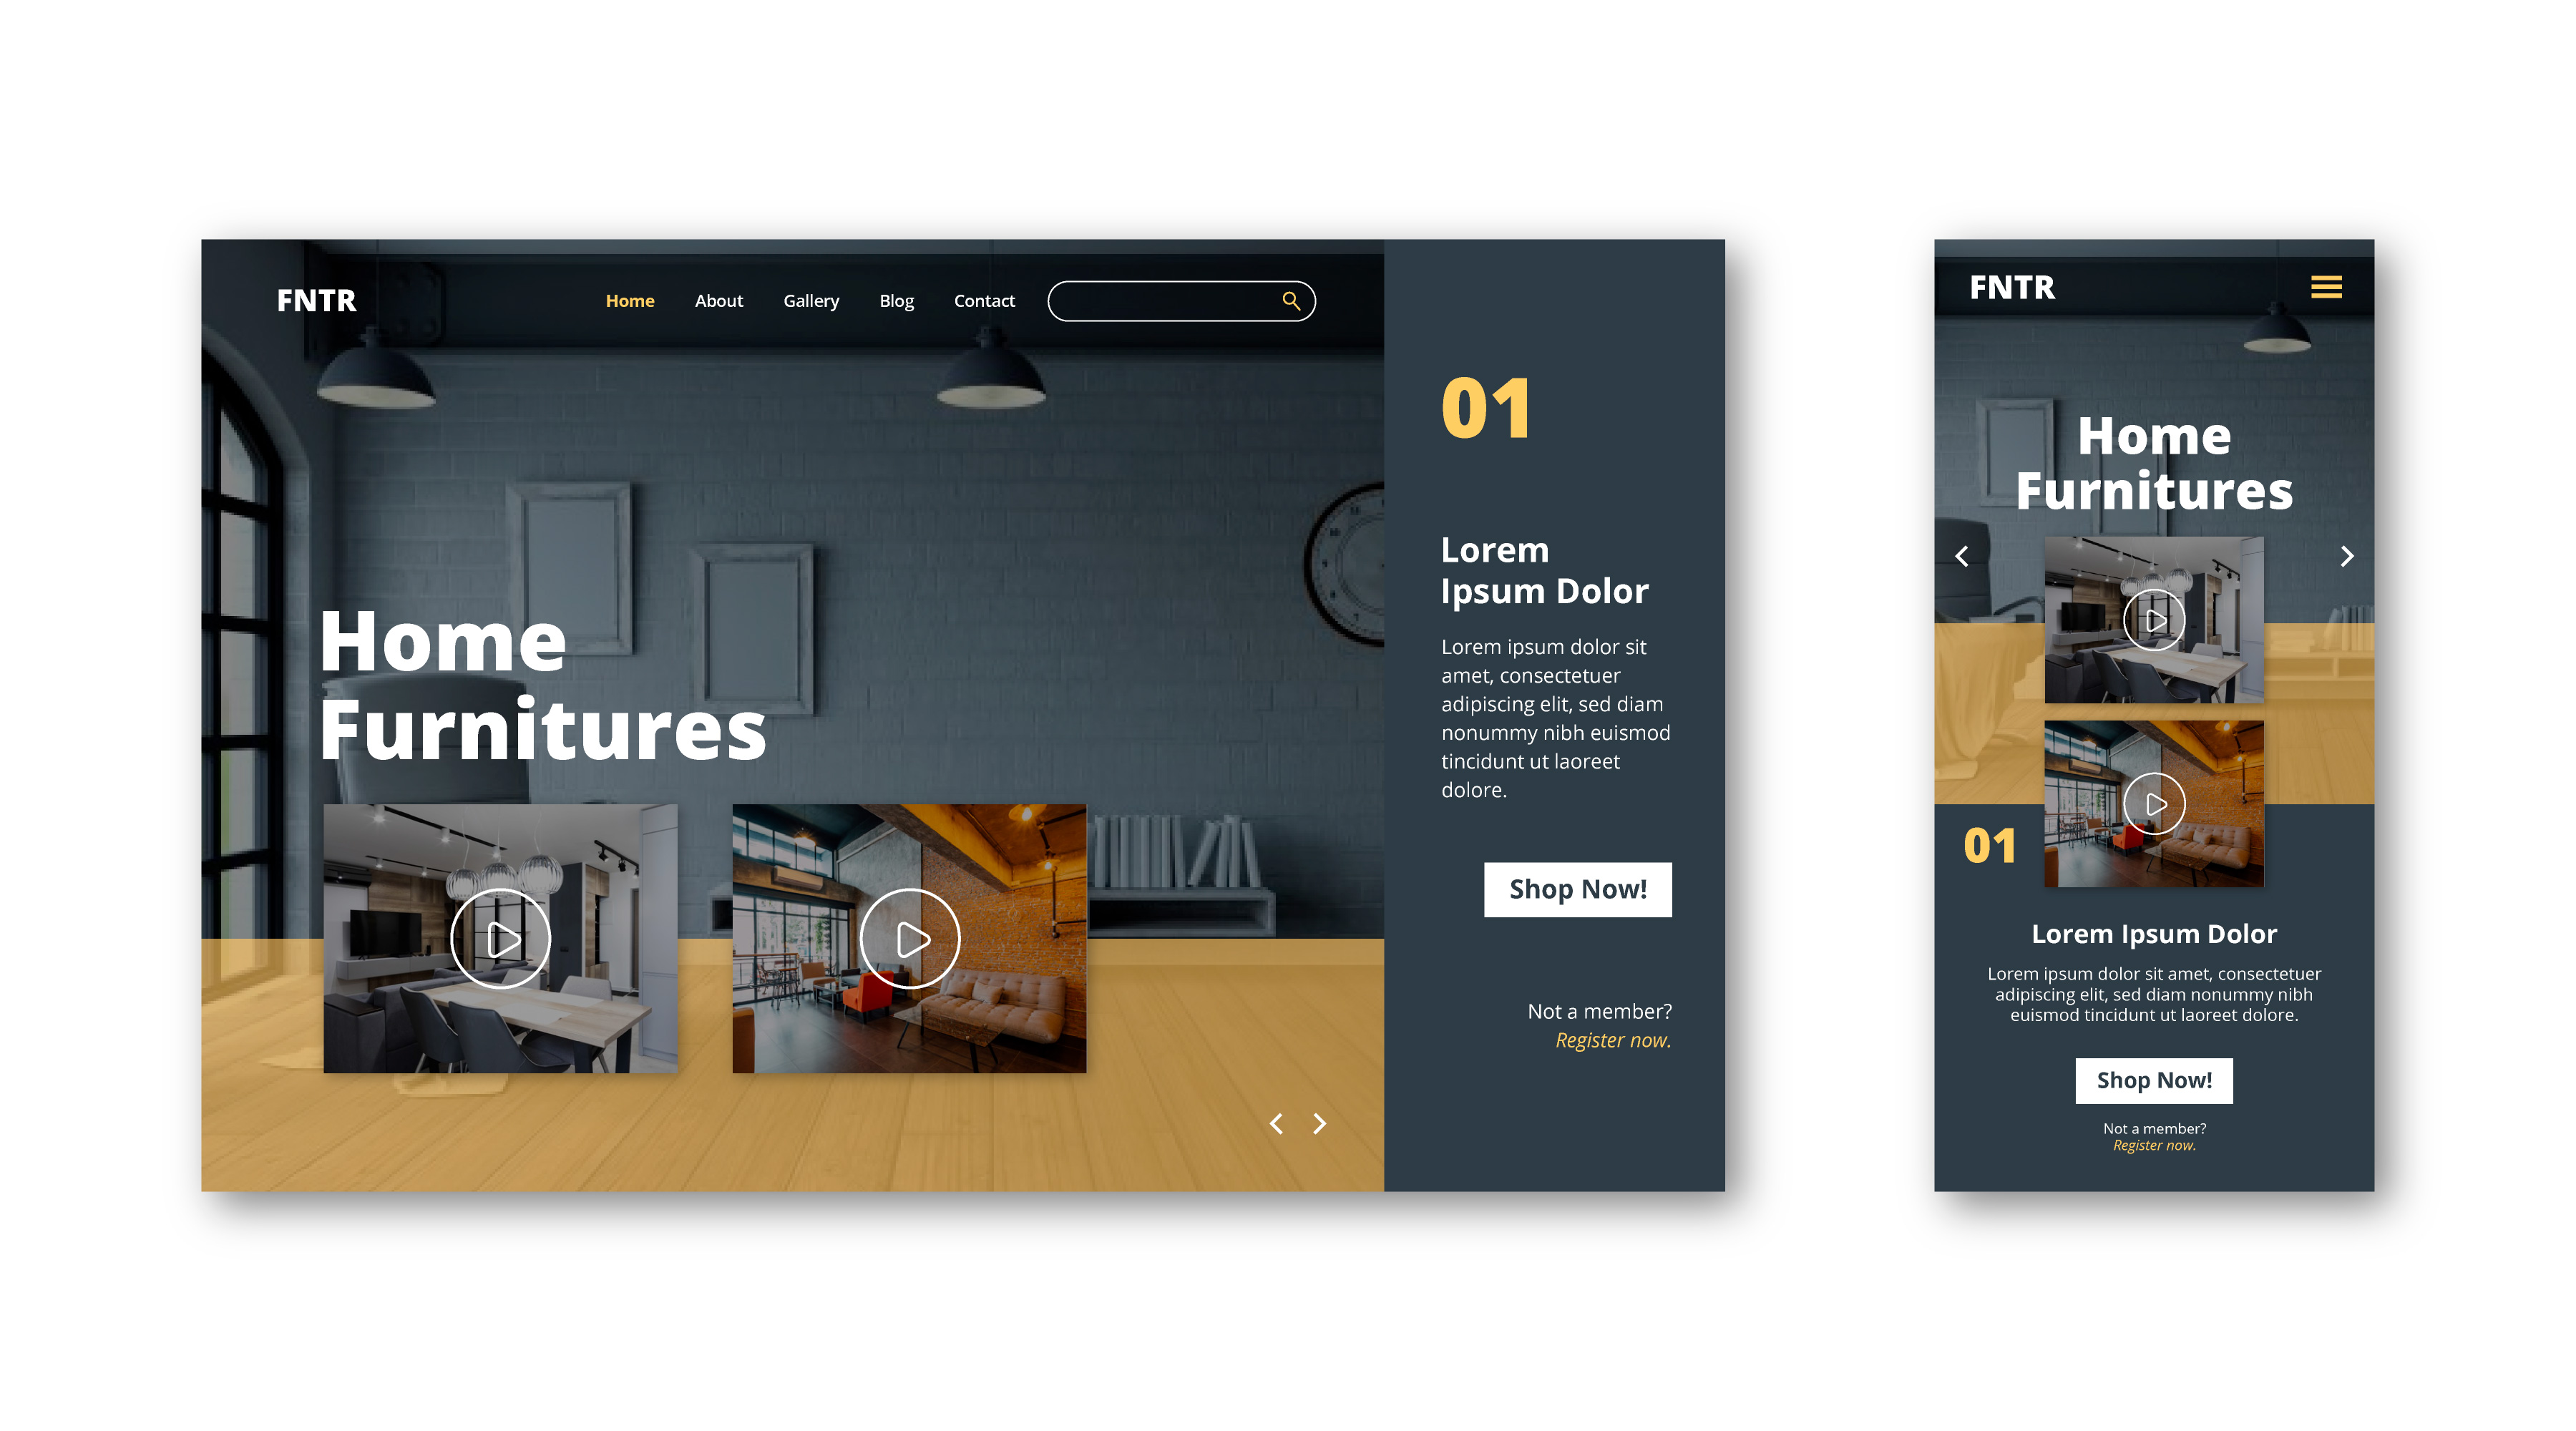 FNTR
Home About Gallery Blog Contact
01
Lorem
Ipsum Dolor
Lorem ipsum dolor sit
amet, consectetuer
adipiscing elit, sed diam
nonummy nibh euismod
tincidunt ut laoreet
dolore.
Shop Now!
Not a member?
Register now.
Home
Furnitures
FNTR
Home
Furnitures
01
Lorem Ipsum Dolor
Lorem ipsum dolor sit amet, consectetuer
adipiscing elit, sed diam nonummy nibh
euismod tincidunt ut laoreet dolore.
Shop Now!
Not a member?
Register now.